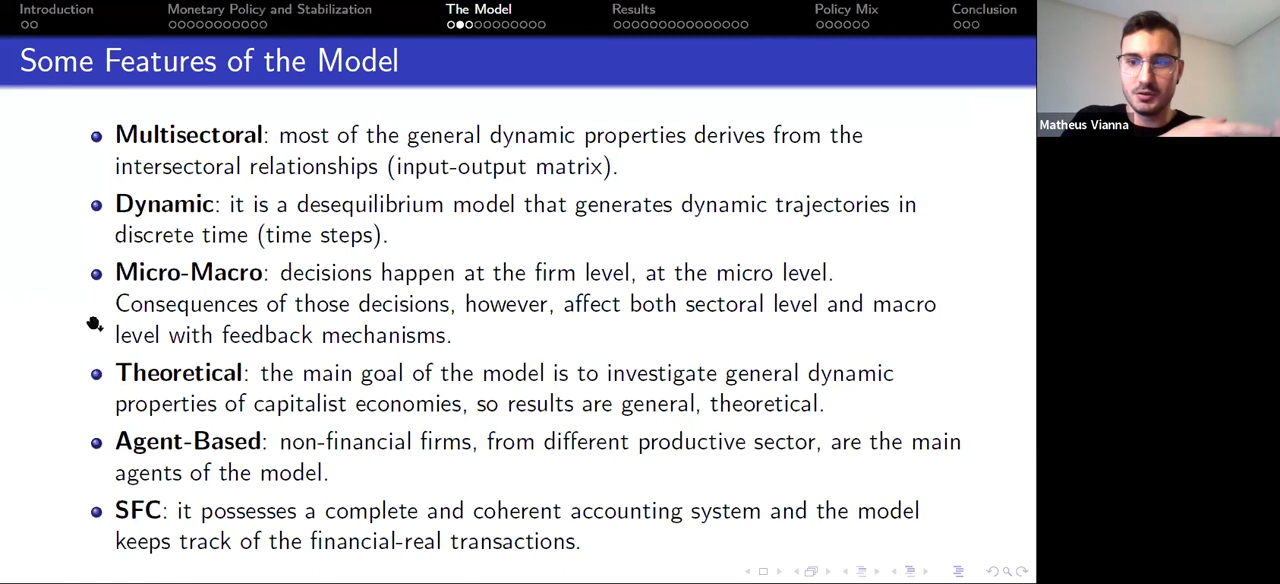 Introduction Monetary Policy and Stabilization The Model Results Policy Mix Conclusion
Some Features of the Model
Multisectoral: most of the general dynamic properties derives from the
intersectoral relationships (input-output matrix).
Dynamic: it is a desequilibrium model that generates dynamic trajectories in
discrete time (time steps).
Micro-Macro: decisions happen at the firm level, at the micro level.
Consequences of those decisions, however, affect both sectoral level and macro
level with feedback mechanisms.
Theoretical: the main goal of the model is to investigate general dynamic
properties of capitalist economies, so results are general, theoretical.
Agent-Based: non-financial firms, from different productive sector, are the main
agents of the model.
SFC: it possesses a complete and coherent accounting system and the model
keeps track of the financial-real transactions.
Matheus Vianna